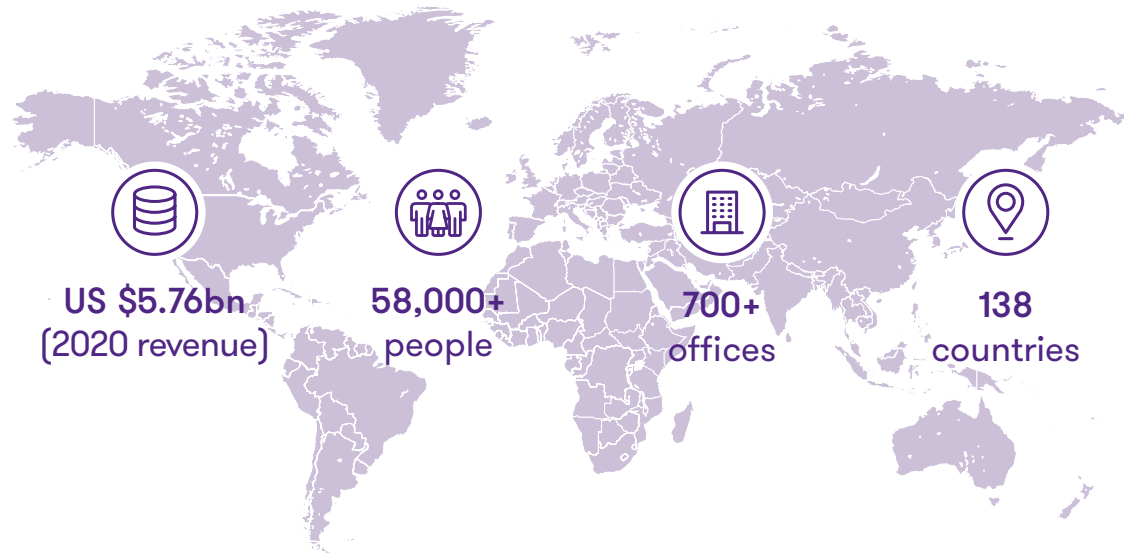 US $5.76bn
(2020 revenue)
58,000+
people
700+
offices
138
countries